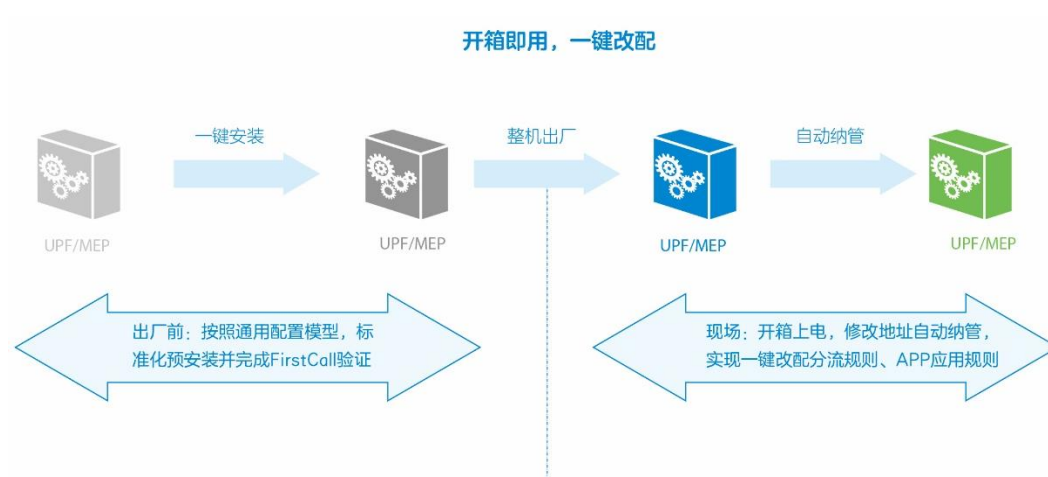 开箱即用，一键改配
一键安装
整机出厂
自动纳管
UPF/MEP
UPF/MEP
UPF/MEP
UPF/MEP
出厂前：按照通用配置模型，标
准化预安装并完成FirstCall验证
现场：开箱上电，修改地址自动纳管，
实现一键改配分流规则、APP应用规则